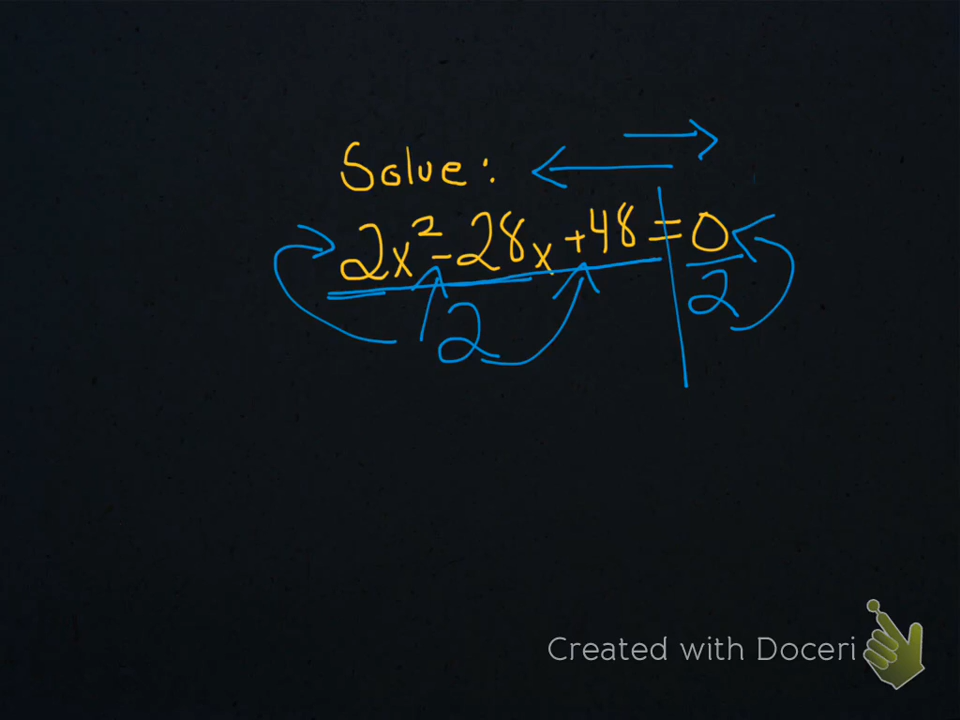 Solve:
2x² - 28x + 48 = 0
2 2
Created with Doceri